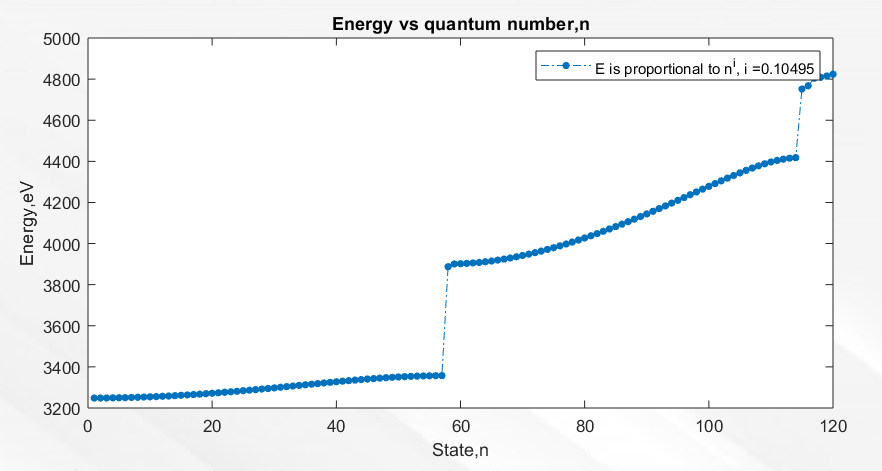 Energy vs quantum number,n
E is proportional to n^i, i =0.10495
5000
4800
4600
4400
4200
4000
3800
3600
3400
3200
Energy,eV
0 20 40 60 80 100 120
State,n